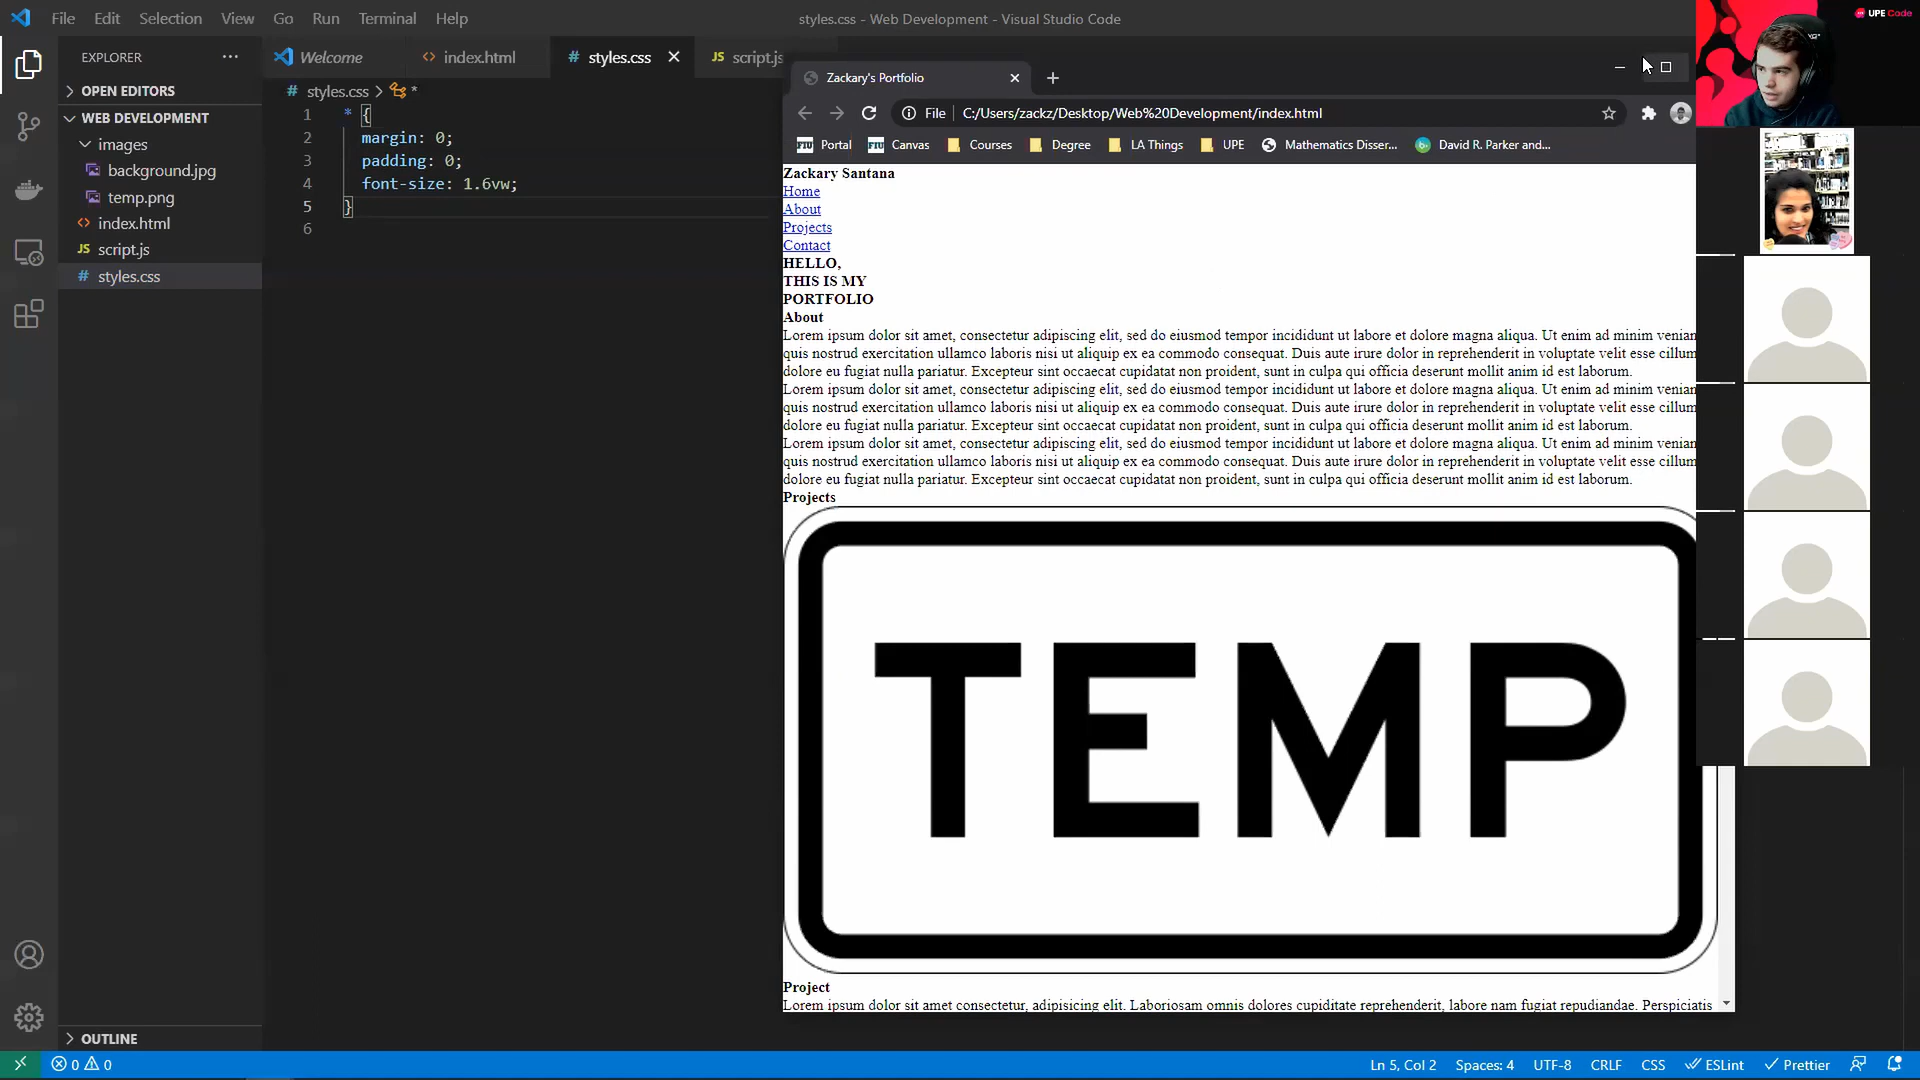 File Edit Selection View Go Run Terminal Help
styles.css - Web Development - Visual Studio Code
UPE Code
EXPLORER
Welcome
index.html
styles.css
script.js
OPEN EDITORS
WEB DEVELOPMENT
images
background.jpg
temp.png
index.html
JS script.js
# styles.css
OUTLINE
# styles.css > *
1 * {
2 margin: 0;
3 padding: 0;
4 font-size: 1.6vw;
5 }
6
Zackary's Portfolio
File C:/Users/zackz/Desktop/Web%20Development/index.html
FIU Portal FIU Canvas Courses Degree LA Things UPE Mathematics Disser... David R. Parker and...
Zackary Santana
Home
About
Projects
Contact
HELLO,
THIS IS MY
PORTFOLIO
About
Lorem ipsum dolor sit amet, consectetur adipiscing elit, sed do eiusmod tempor incididunt ut labore et dolore magna aliqua. Ut enim ad minim venian
quis nostrud exercitation ullamco laboris nisi ut aliquip ex ea commodo consequat. Duis aute irure dolor in reprehenderit in voluptate velit esse cillum
dolore eu fugiat nulla pariatur. Excepteur sint occaecat cupidatat non proident, sunt in culpa qui officia deserunt mollit anim id est laborum.
Lorem ipsum dolor sit amet, consectetur adipiscing elit, sed do eiusmod tempor incididunt ut labore et dolore magna aliqua. Ut enim ad minim venian
quis nostrud exercitation ullamco laboris nisi ut aliquip ex ea commodo consequat. Duis aute irure dolor in reprehenderit in voluptate velit esse cillum
dolore eu fugiat nulla pariatur. Excepteur sint occaecat cupidatat non proident, sunt in culpa qui officia deserunt mollit anim id est laborum.
Lorem ipsum dolor sit amet, consectetur adipiscing elit, sed do eiusmod tempor incididunt ut labore et dolore magna aliqua. Ut enim ad minim venian
quis nostrud exercitation ullamco laboris nisi ut aliquip ex ea commodo consequat. Duis aute irure dolor in reprehenderit in voluptate velit esse cillum
dolore eu fugiat nulla pariatur. Excepteur sint occaecat cupidatat non proident, sunt in culpa qui officia deserunt mollit anim id est laborum.
Projects
TEMP
Project
Lorem ipsum dolor sit amet consectetur, adipisicing elit. Laboriosam omnis dolores cupiditate reprehenderit, labore nam fugiat repudiandae. Perspiciatis
0 0
Ln 5, Col 2 Spaces: 4 UTF-8 CRLF CSS ESLint Prettier